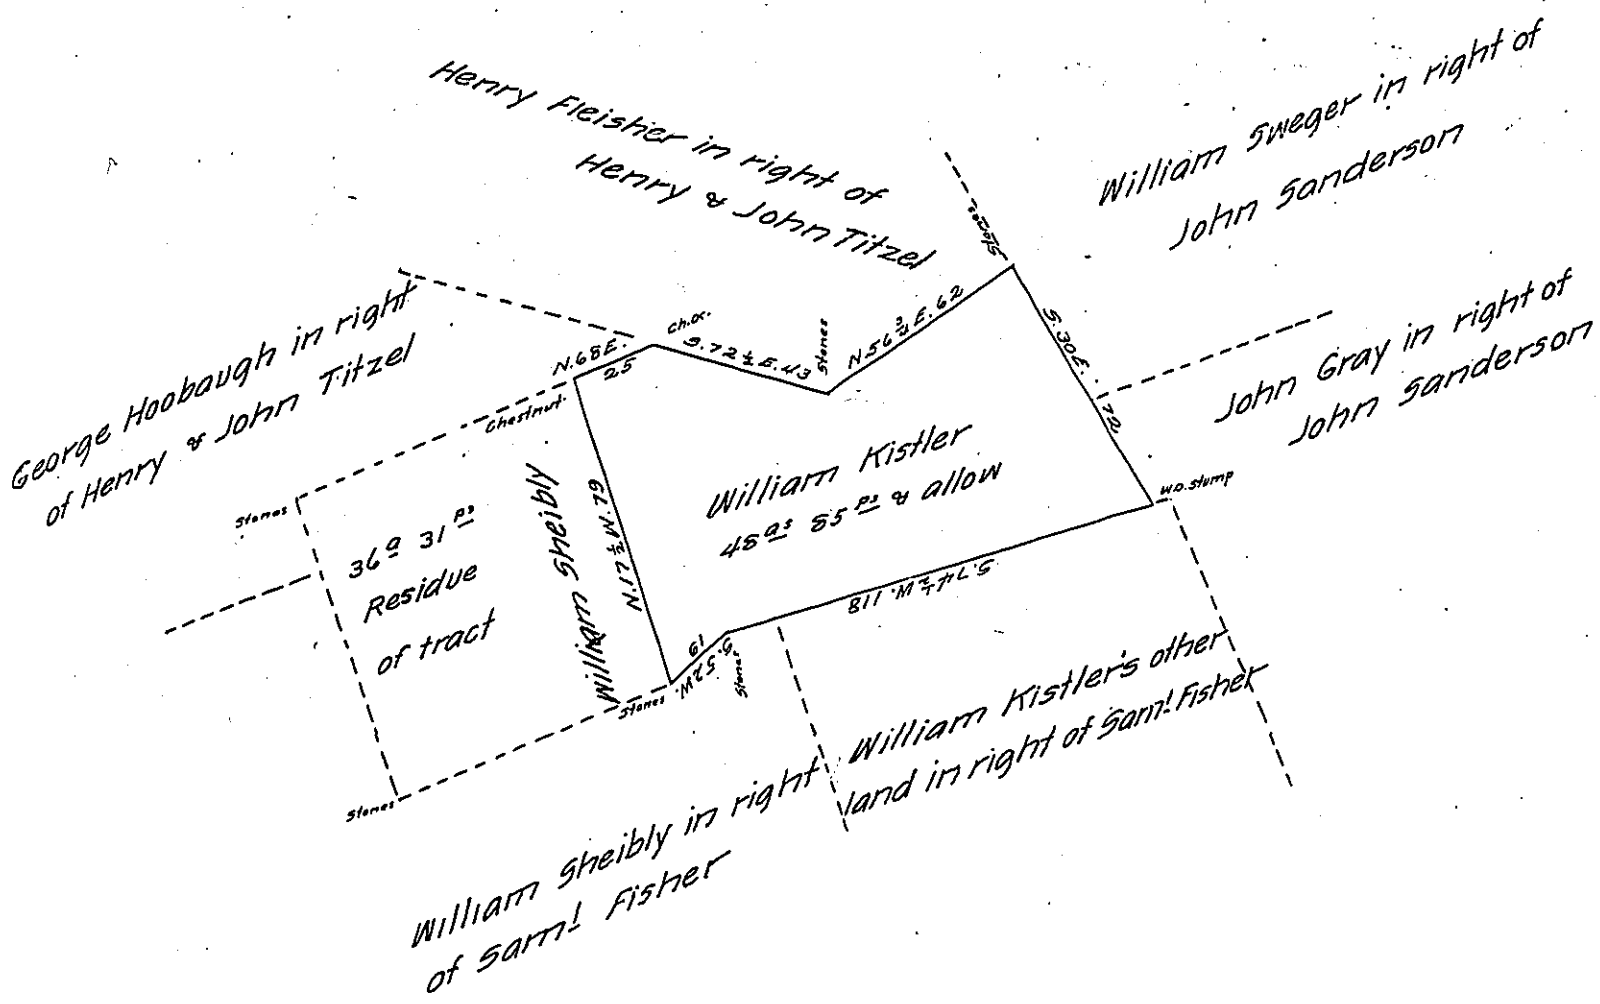 Henry Fleisher in right of
Henry & John Titzel
William Sweger in right of
John Sanderson
George Hoobaugh in right
of Henry & John Titzel
John Gray in right of
John Sanderson
Stones
Ch.o.
N.68E.
25
S.72½E.43
Stones
N.56¾E.62
S.30E.
72
Chestnut
Stones
36a 31ps
Residue
of tract
William Sheibly
N.17½W.79
William Kistler
48as 85ps & allow
W.O.Stump
S.74½W.118
19
S.52W.
Stones
Stones
Stones
William Kistler's other
land in right of Saml Fisher
William Sheibly in right
of Saml Fisher